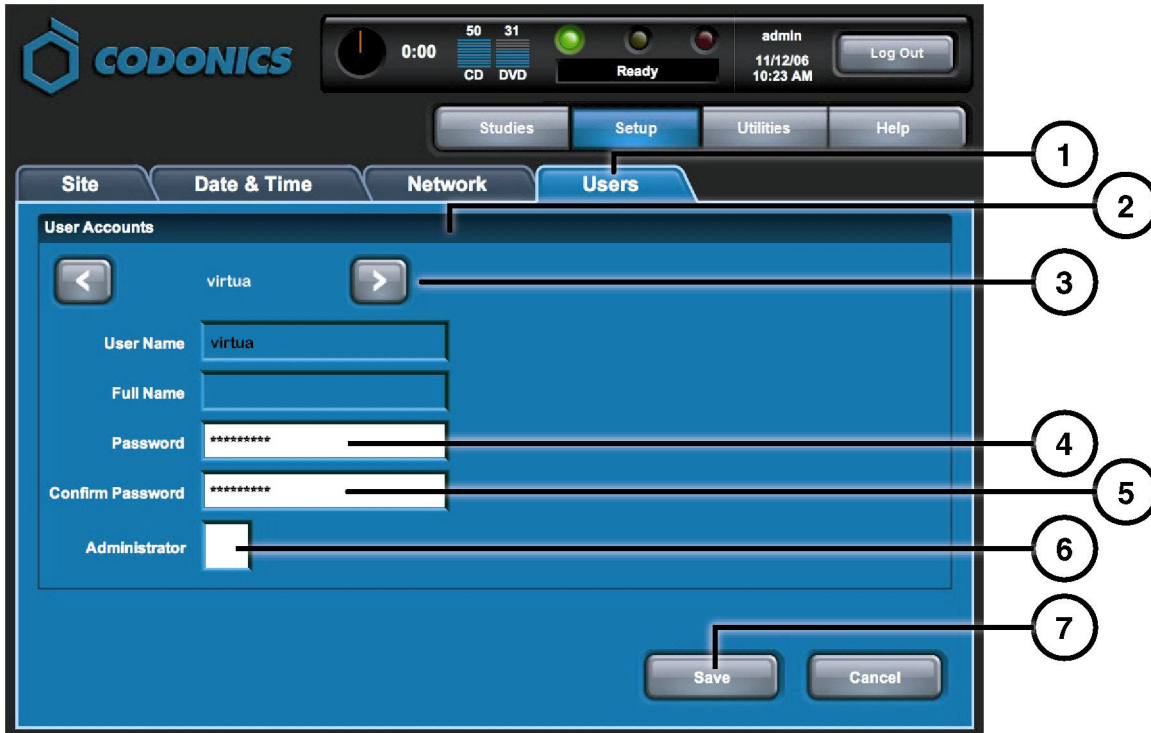 CODONICS
0:00
50 31
CD DVD
Ready
admin
11/12/06
10:23 AM
Log Out
Studies Setup Utilities Help
1
Site Date & Time Network Users
2
User Accounts
< virtua >
3
User Name virtua
Full Name
Password *********
4
Confirm Password *********
5
Administrator
6
7
Save Cancel